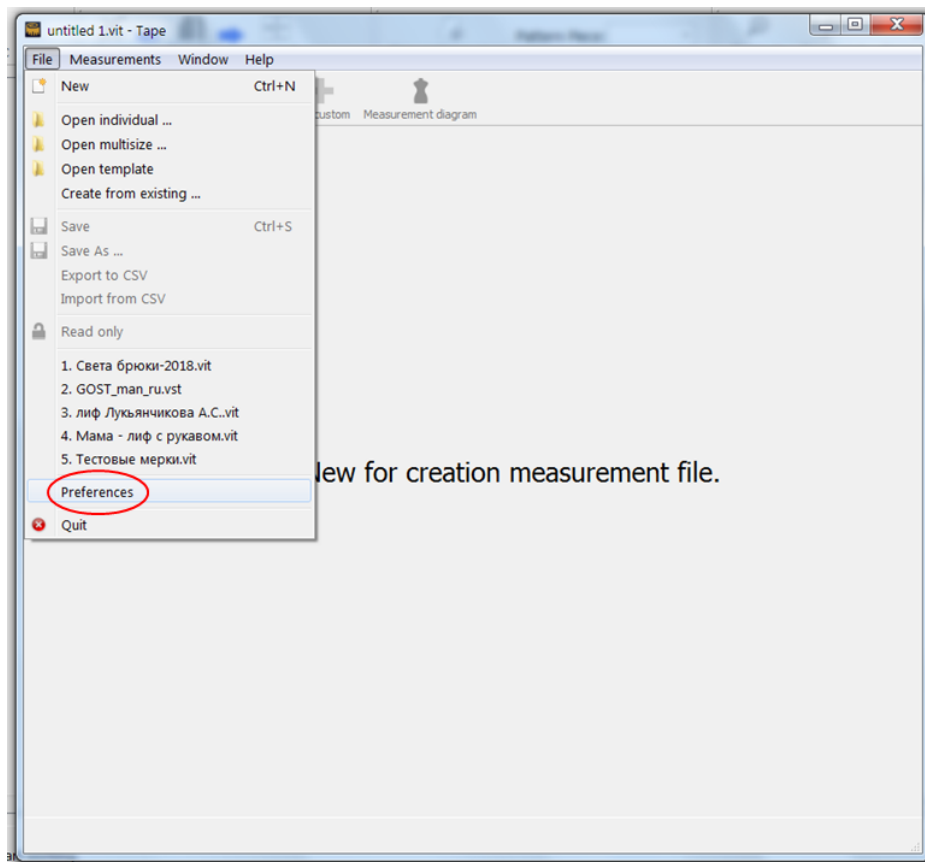 untitled 1.vit - Tape
File Measurements Window Help
New Ctrl+N
custom Measurement diagram
Open individual ...
Open multisize ...
Open template
Create from existing ...
Save Ctrl+S
Save As ...
Export to CSV
Import from CSV
Read only
1. Света брюки-2018.vit
2. GOST_man_ru.vst
3. лиф Лукьянчикова А.С..vit
4. Мама - лиф с рукавом.vit
5. Тестовые мерки.vit
New for creation measurement file.
Preferences
Quit